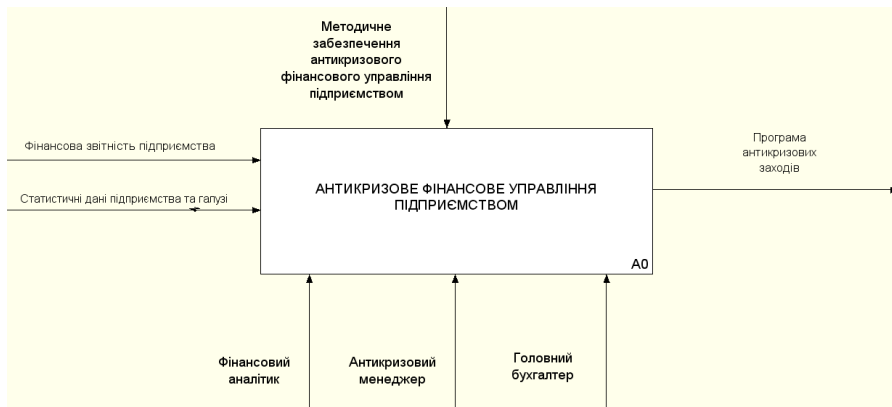 Методичне
забезпечення
антикризового
фінансового управління
підприємством
Фінансова звітність підприємства
Статистичні дані підприємства та галузі
АНТИКРИЗОВЕ ФІНАНСОВЕ УПРАВЛІННЯ
ПІДПРИЄМСТВОМ
A0
Програма
антикризових
заходів
Фінансовий
аналітик
Антикризовий
менеджер
Головний
бухгалтер